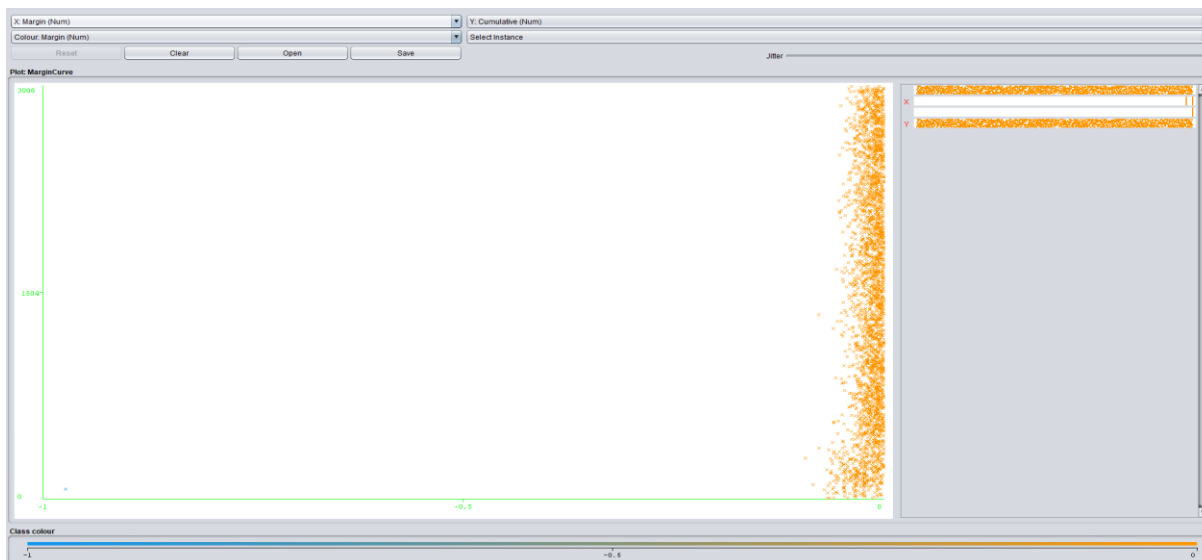 X: Margin (Num) Y: Cumulative (Num)
Colour: Margin (Num) Select Instance
Reset Clear Open Save Jitter
Plot: MarginCurve
3008
1504
0
-1 -0.5 0
X
Y
Class colour
-1 -0.5 0